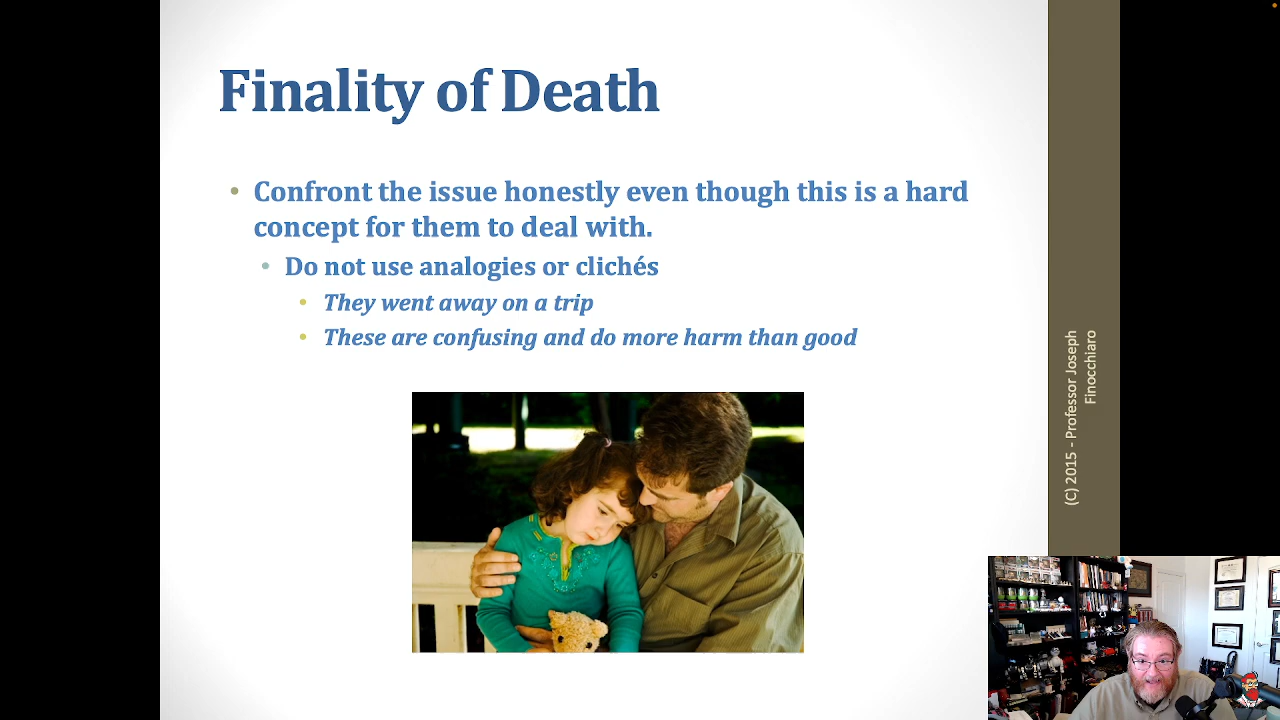 Finality of Death
• Confront the issue honestly even though this is a hard
concept for them to deal with.
• Do not use analogies or clichés
• They went away on a trip
• These are confusing and do more harm than good
(C) 2015 - Professor Joseph
Finocchiaro